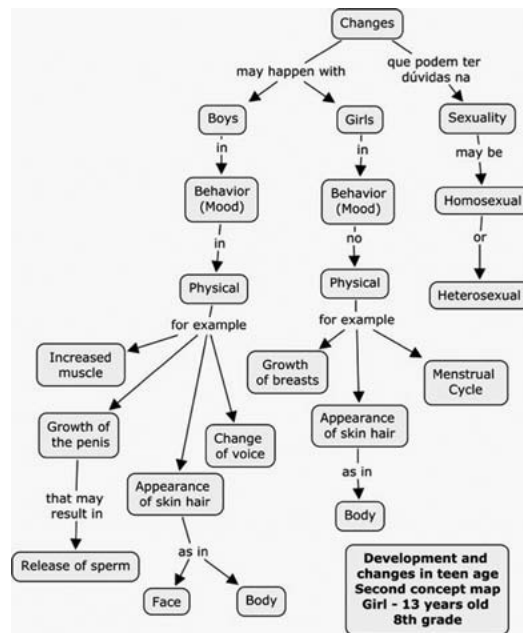 Changes
may happen with
que podem ter
dúvidas na
Boys
Girls
Sexuality
in
in
may be
Behavior
(Mood)
Behavior
(Mood)
Homosexual
in
no
or
Physical
Physical
Heterosexual
for example
for example
Increased
muscle
Growth
of breasts
Menstrual
Cycle
Growth of
the penis
Change
of voice
Appearance
of skin hair
Appearance
of skin hair
as in
that may
result in
Body
Release of sperm
as in
Face
Body
Development and
changes in teen age
Second concept map
Girl - 13 years old
8th grade